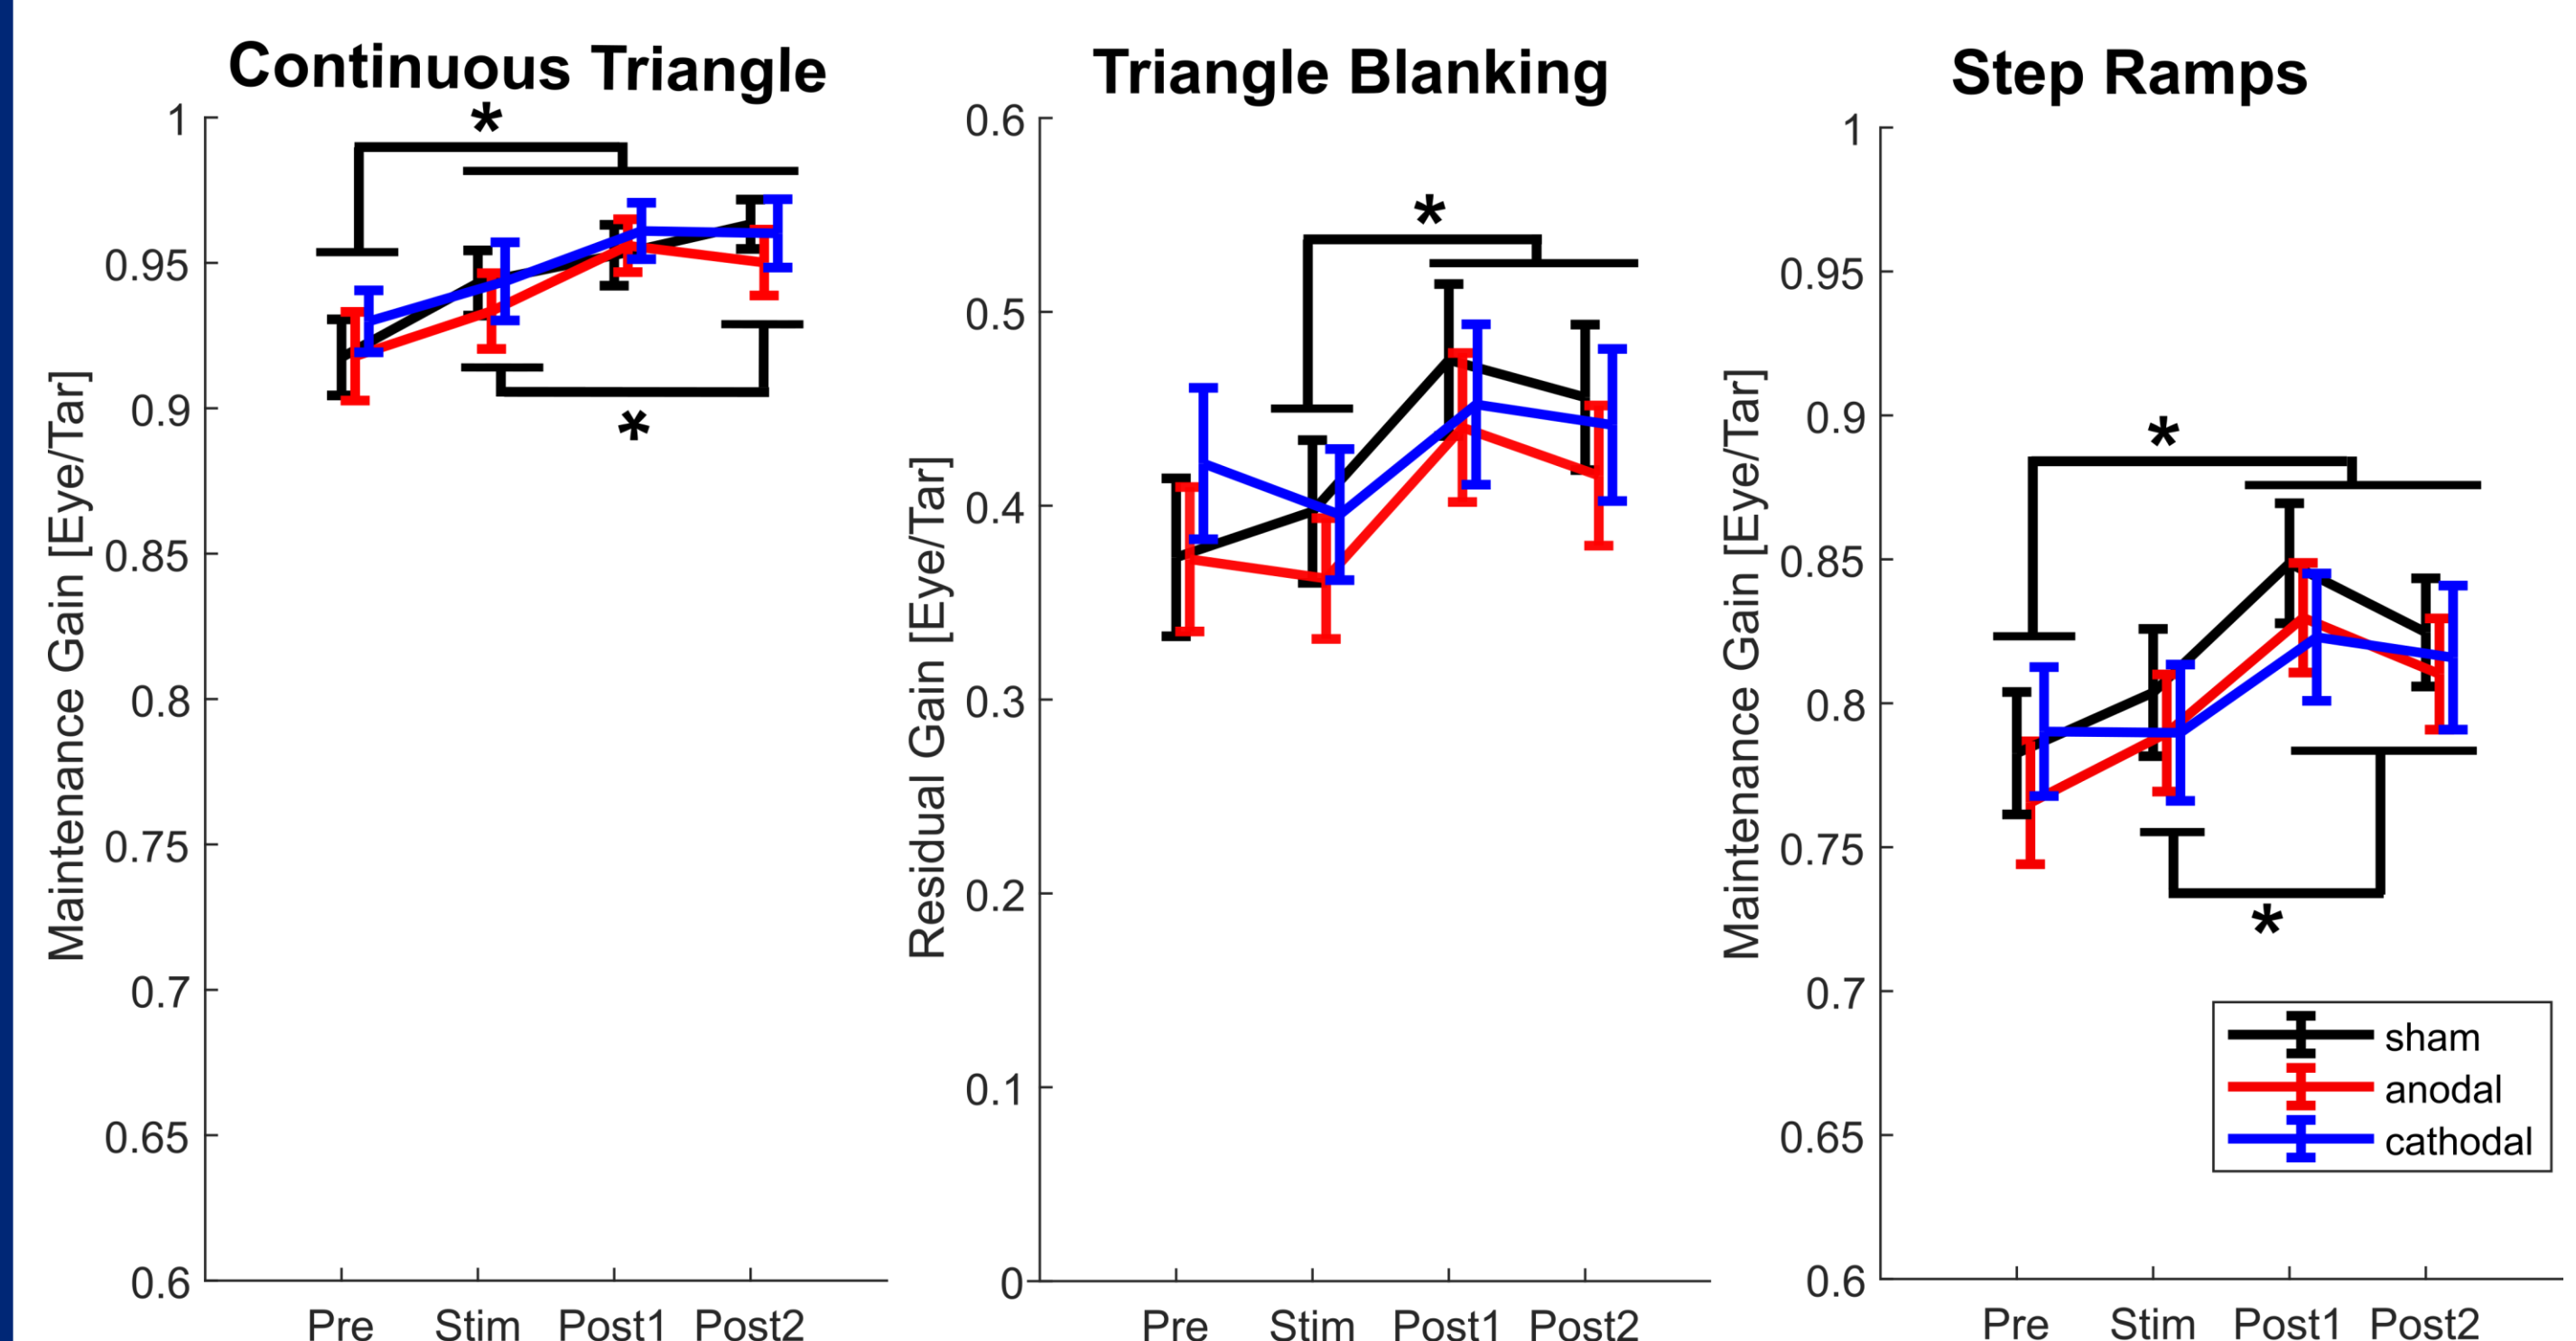 Continuous Triangle
*
1
0.95
0.9
0.85
0.8
0.75
0.7
0.65
0.6
Maintenance Gain [Eye/Tar]
*
Pre Stim Post1 Post2
Triangle Blanking
0.6
0.5
0.4
0.3
0.2
0.1
0
Residual Gain [Eye/Tar]
*
Pre Stim Post1 Post2
Step Ramps
1
0.95
0.9
0.85
0.8
0.75
0.7
0.65
0.6
Maintenance Gain [Eye/Tar]
*
*
sham
anodal
cathodal
Pre Stim Post1 Post2